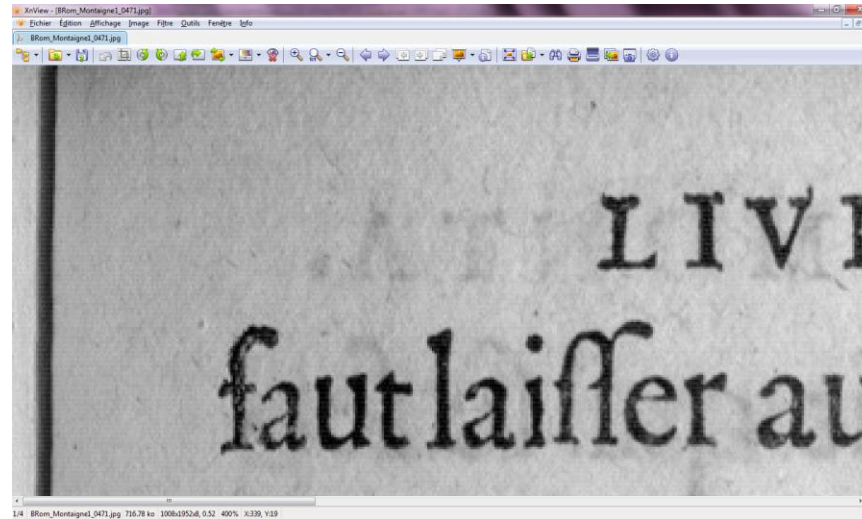 XnView - [BRom_Montaigne1_0471.jpg]
Fichier Édition Affichage Image Filtre Outils Fenêtre Info
BRom_Montaigne1_0471.jpg
LIV
faut laiſſer au
1/4 BRom_Montaigne1_0471.jpg 716.78 ko 1008x1952x8, 0.52 400% X:339, Y:19